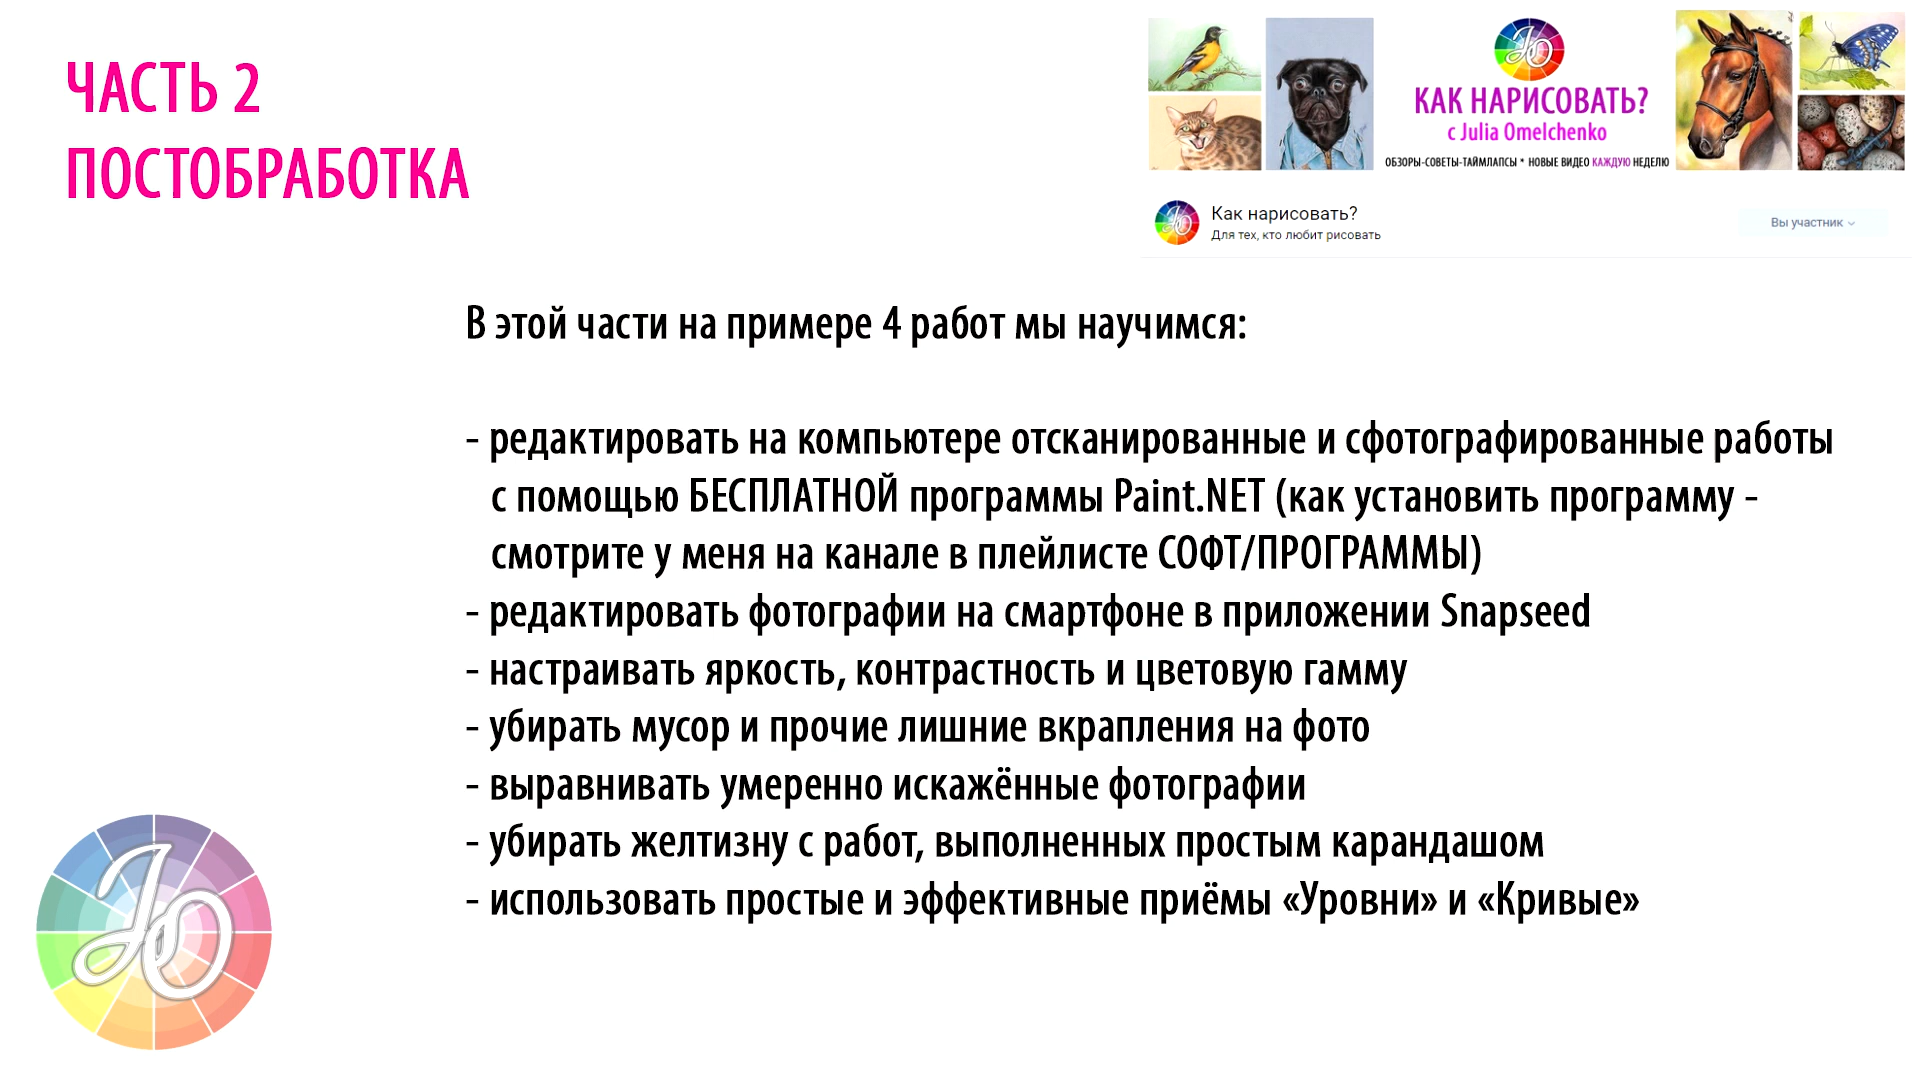 ЧАСТЬ 2
ПОСТОБРАБОТКА
КАК НАРИСОВАТЬ?
с Julia Omelchenko
ОБЗОРЫ-СОВЕТЫ-ТАЙМЛАПСЫ * НОВЫЕ ВИДЕО КАЖДУЮ НЕДЕЛЮ
Как нарисовать?
Для тех, кто любит рисовать
Вы участник
В этой части на примере 4 работ мы научимся:
- редактировать на компьютере отсканированные и сфотографированные работы
с помощью БЕСПЛАТНОЙ программы Paint.NET (как установить программу -
смотрите у меня на канале в плейлисте СОФТ/ПРОГРАММЫ)
- редактировать фотографии на смартфоне в приложении Snapseed
- настраивать яркость, контрастность и цветовую гамму
- убирать мусор и прочие лишние вкрапления на фото
- выравнивать умеренно искажённые фотографии
- убирать желтизну с работ, выполненных простым карандашом
- использовать простые и эффективные приёмы «Уровни» и «Кривые»